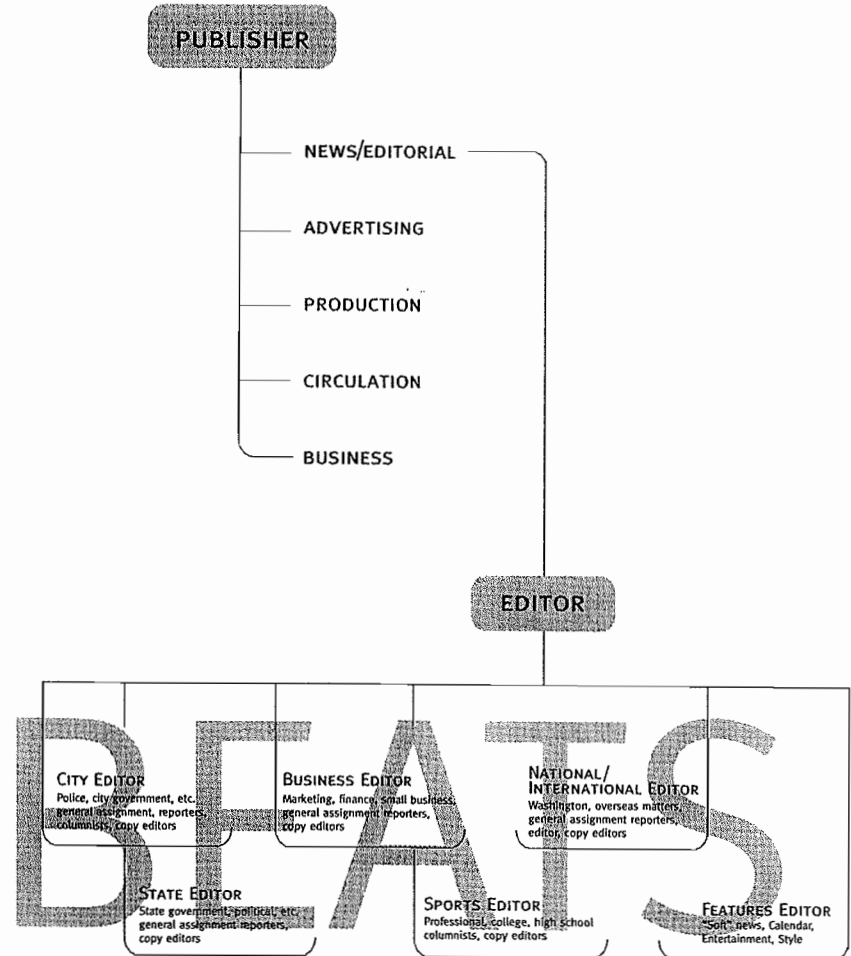 PUBLISHER
NEWS/EDITORIAL
ADVERTISING
PRODUCTION
CIRCULATION
BUSINESS
EDITOR
BEATS
CITY EDITOR
Police, city government, etc.
general assignment, reporters,
columnists, copy editors
BUSINESS EDITOR
Marketing, finance, small business,
general assignment reporters,
copy editors
NATIONAL/
INTERNATIONAL EDITOR
Washington, overseas matters,
general assignment reporters,
editor, copy editors
STATE EDITOR
State government, political, etc.
general assignment reporters,
copy editors
SPORTS EDITOR
Professional, college, high school
columnists, copy editors
FEATURES EDITOR
"Soft" news, Calendar,
Entertainment, Style